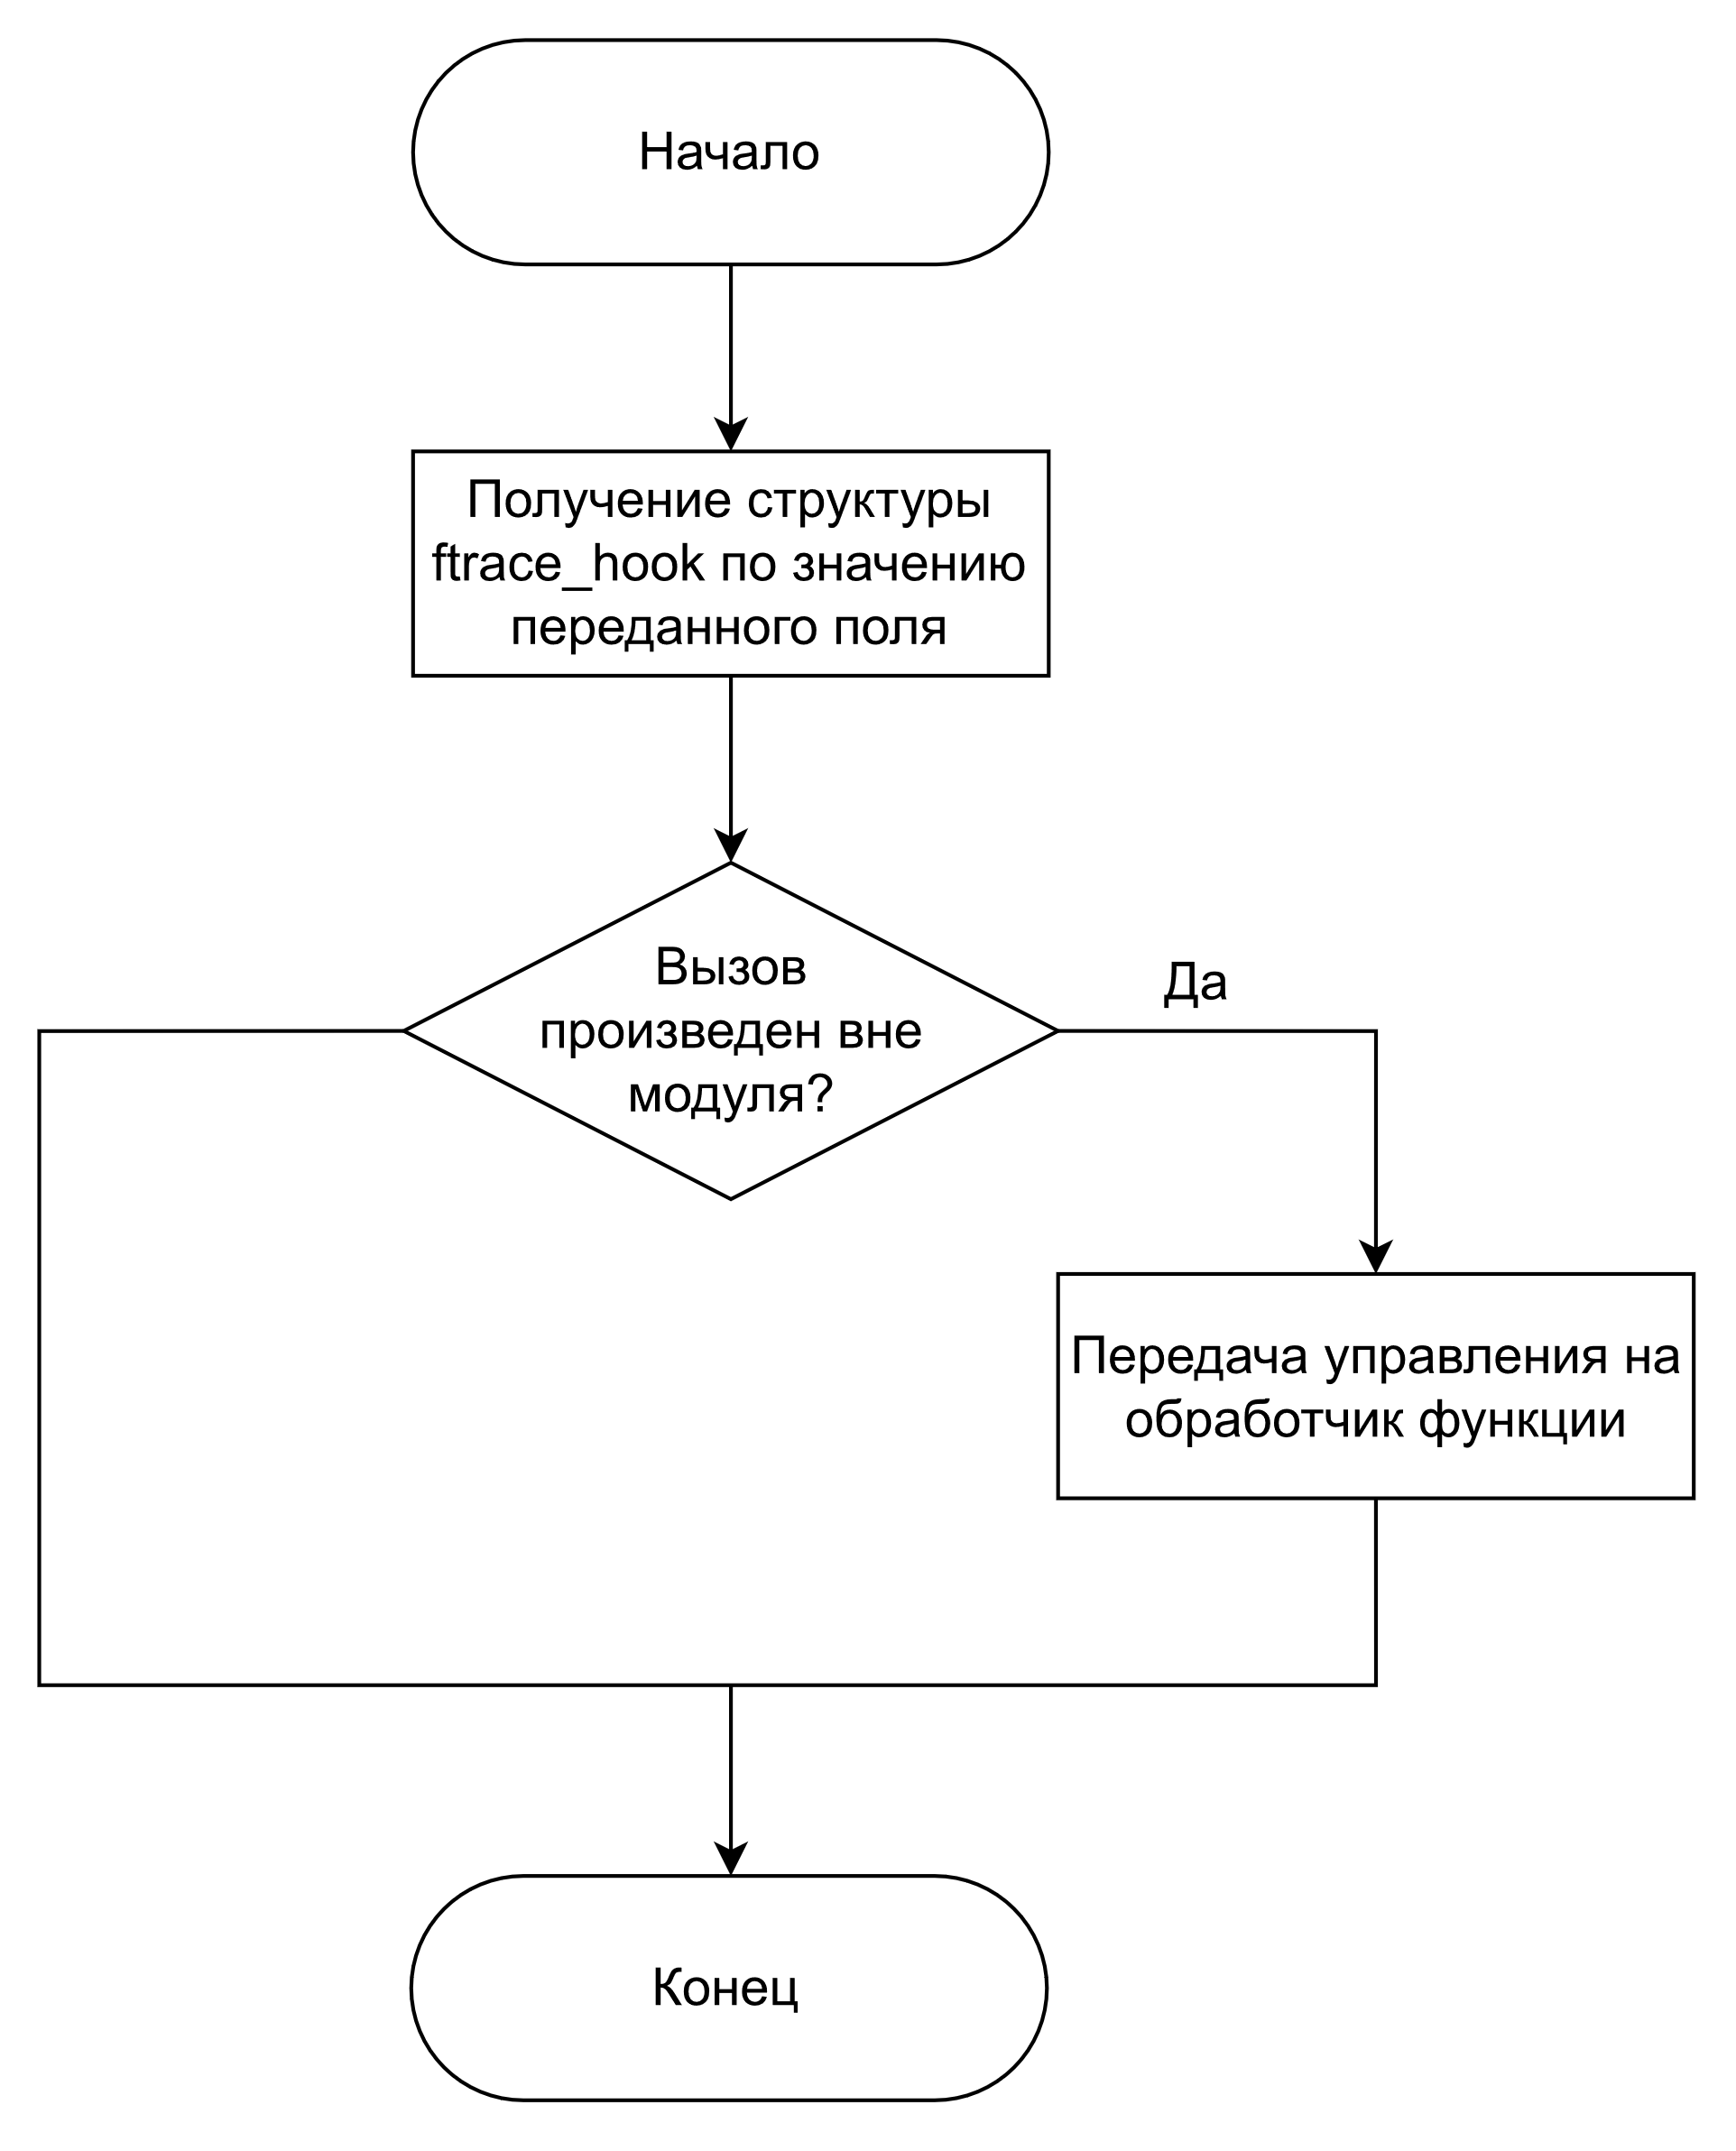 Начало
Получение структуры
ftrace_hook по значению
переданного поля
Вызов
произведен вне
модуля?
Да
Передача управления на
обработчик функции
Конец